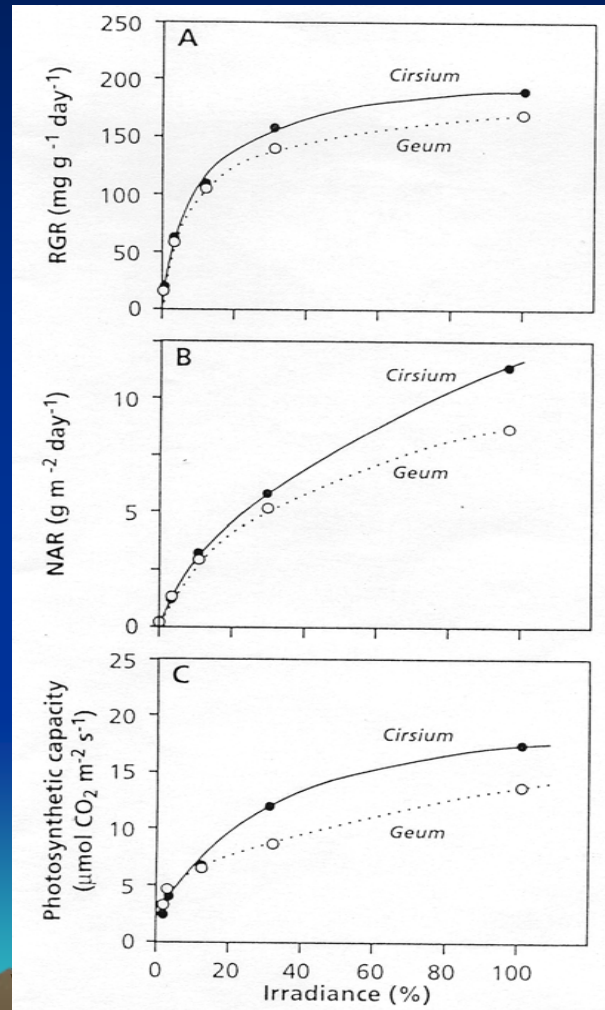 A
250
200
150
100
50
0
RGR (mg g -1 day-1)
Cirsium
Geum
B
10
5
0
NAR (g m -2 day-1)
Cirsium
Geum
C
25
20
15
10
5
0
Photosynthetic capacity
(μmol CO2 m-2 s-1)
Cirsium
Geum
0
20
40
60
80
100
Irradiance (%)